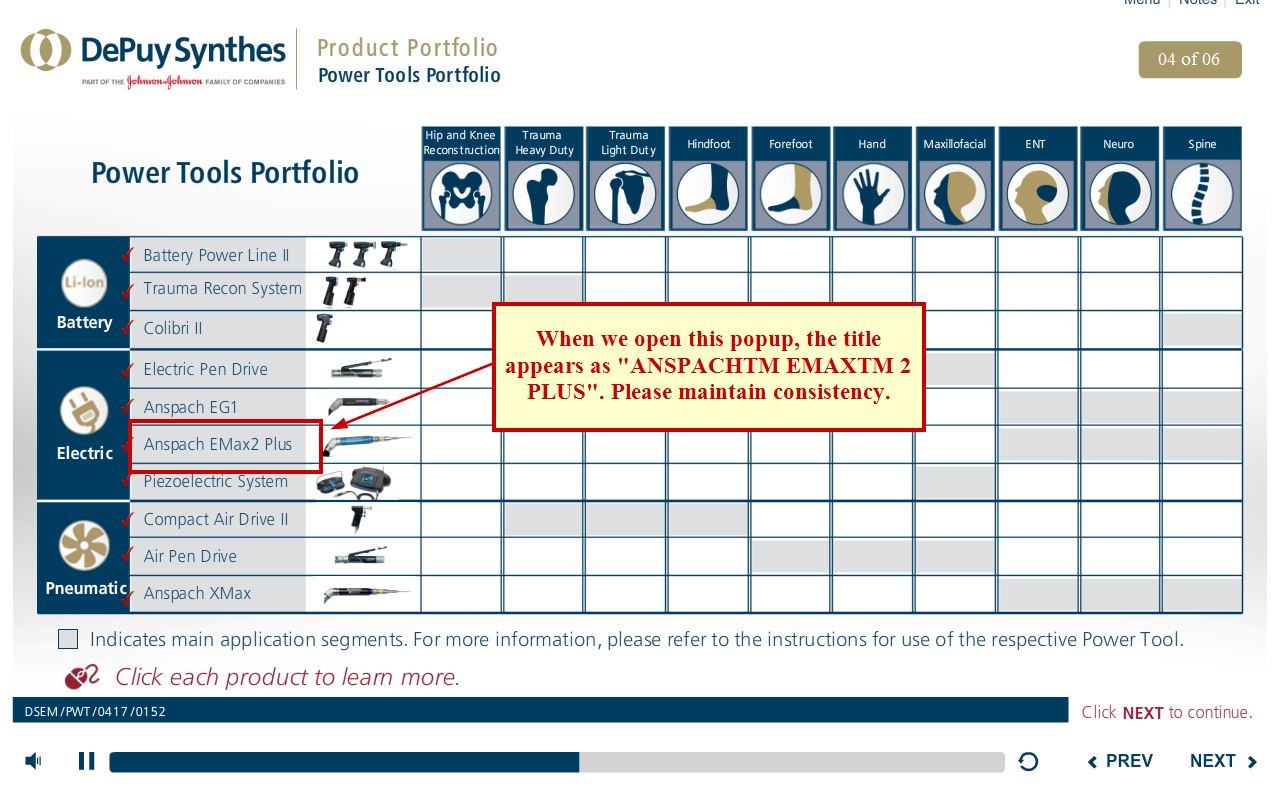 Menu | Notes | Exit
DePuy Synthes
PART OF THE Johnson & Johnson FAMILY OF COMPANIES
Product Portfolio
Power Tools Portfolio
04 of 06
Power Tools Portfolio
Hip and Knee
Reconstruction
Trauma
Heavy Duty
Trauma
Light Duty
Hindfoot
Forefoot
Hand
Maxillofacial
ENT
Neuro
Spine
Li-Ion
Battery
Battery Power Line II
Trauma Recon System
Colibri II
When we open this popup, the title
appears as "ANSPACHTM EMAXTM 2
PLUS". Please maintain consistency.
Electric
Electric Pen Drive
Anspach EG1
Anspach EMax2 Plus
Piezoelectric System
Pneumatic
Compact Air Drive II
Air Pen Drive
Anspach XMax
Indicates main application segments. For more information, please refer to the instructions for use of the respective Power Tool.
Click each product to learn more.
DSEM/PWT/0417/0152
Click NEXT to continue.
PREV
NEXT